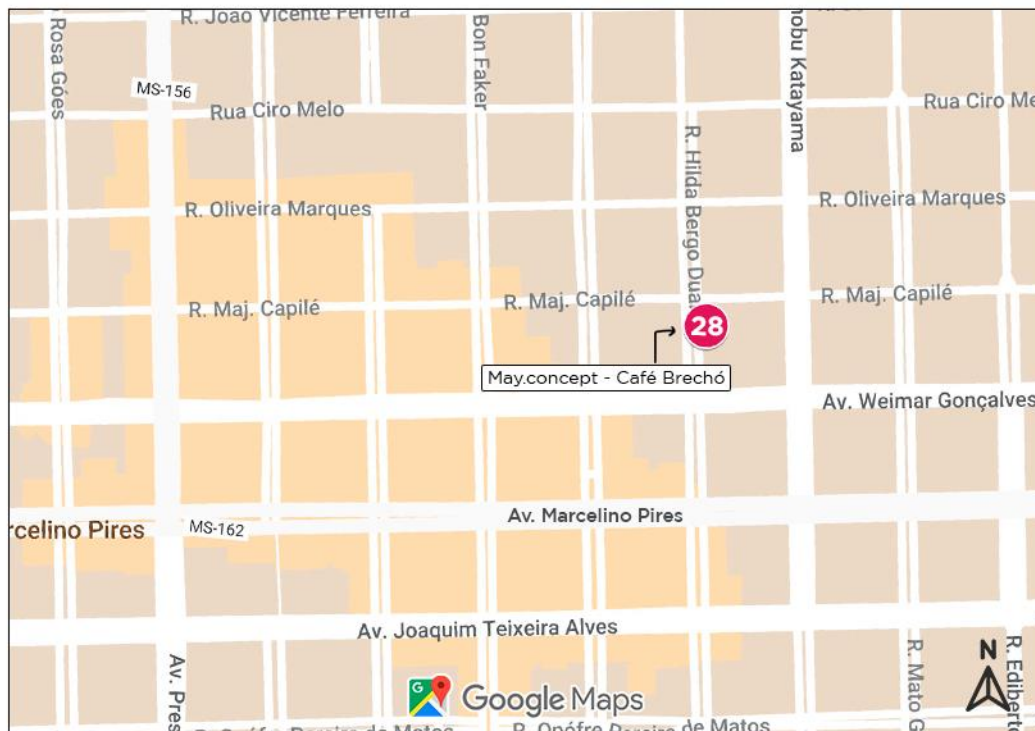 R. Joao Vicente Ferreira
Rosa Góes
Bon Faker
nobu Katayama
MS-156
Rua Ciro Melo
Rua Ciro Me
R. Hilda Bergo Dua.
R. Oliveira Marques
R. Oliveira Marques
R. Maj. Capilé
R. Maj. Capilé
R. Maj. Capilé
28
May.concept - Café Brechó
Av. Weimar Gonçalves
Av. Marcelino Pires
rcelino Pires
MS-162
Av. Joaquim Teixeira Alves
Av. Pres
R. Mato G
N
R. Ediberto
G
Google Maps
de Matos